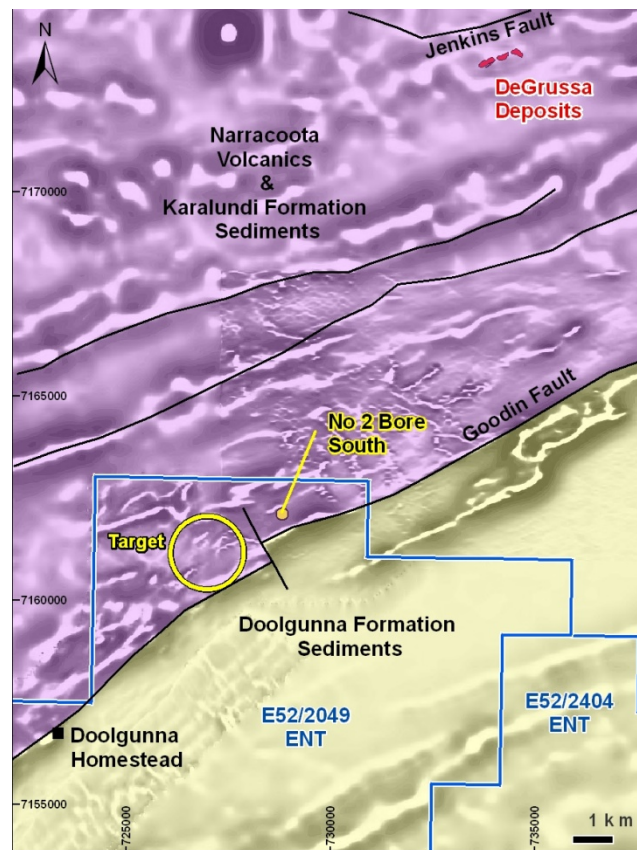 N
Jenkins Fault
DeGrussa
Deposits
Narracoota
Volcanics
&
Karalundi Formation
Sediments
7170000
7165000
Goodin Fault
No 2 Bore
South
Target
7160000
Doolgunna Formation
Sediments
E52/2049
ENT
E52/2404
ENT
Doolgunna
Homestead
7155000
725000
730000
735000
1 km